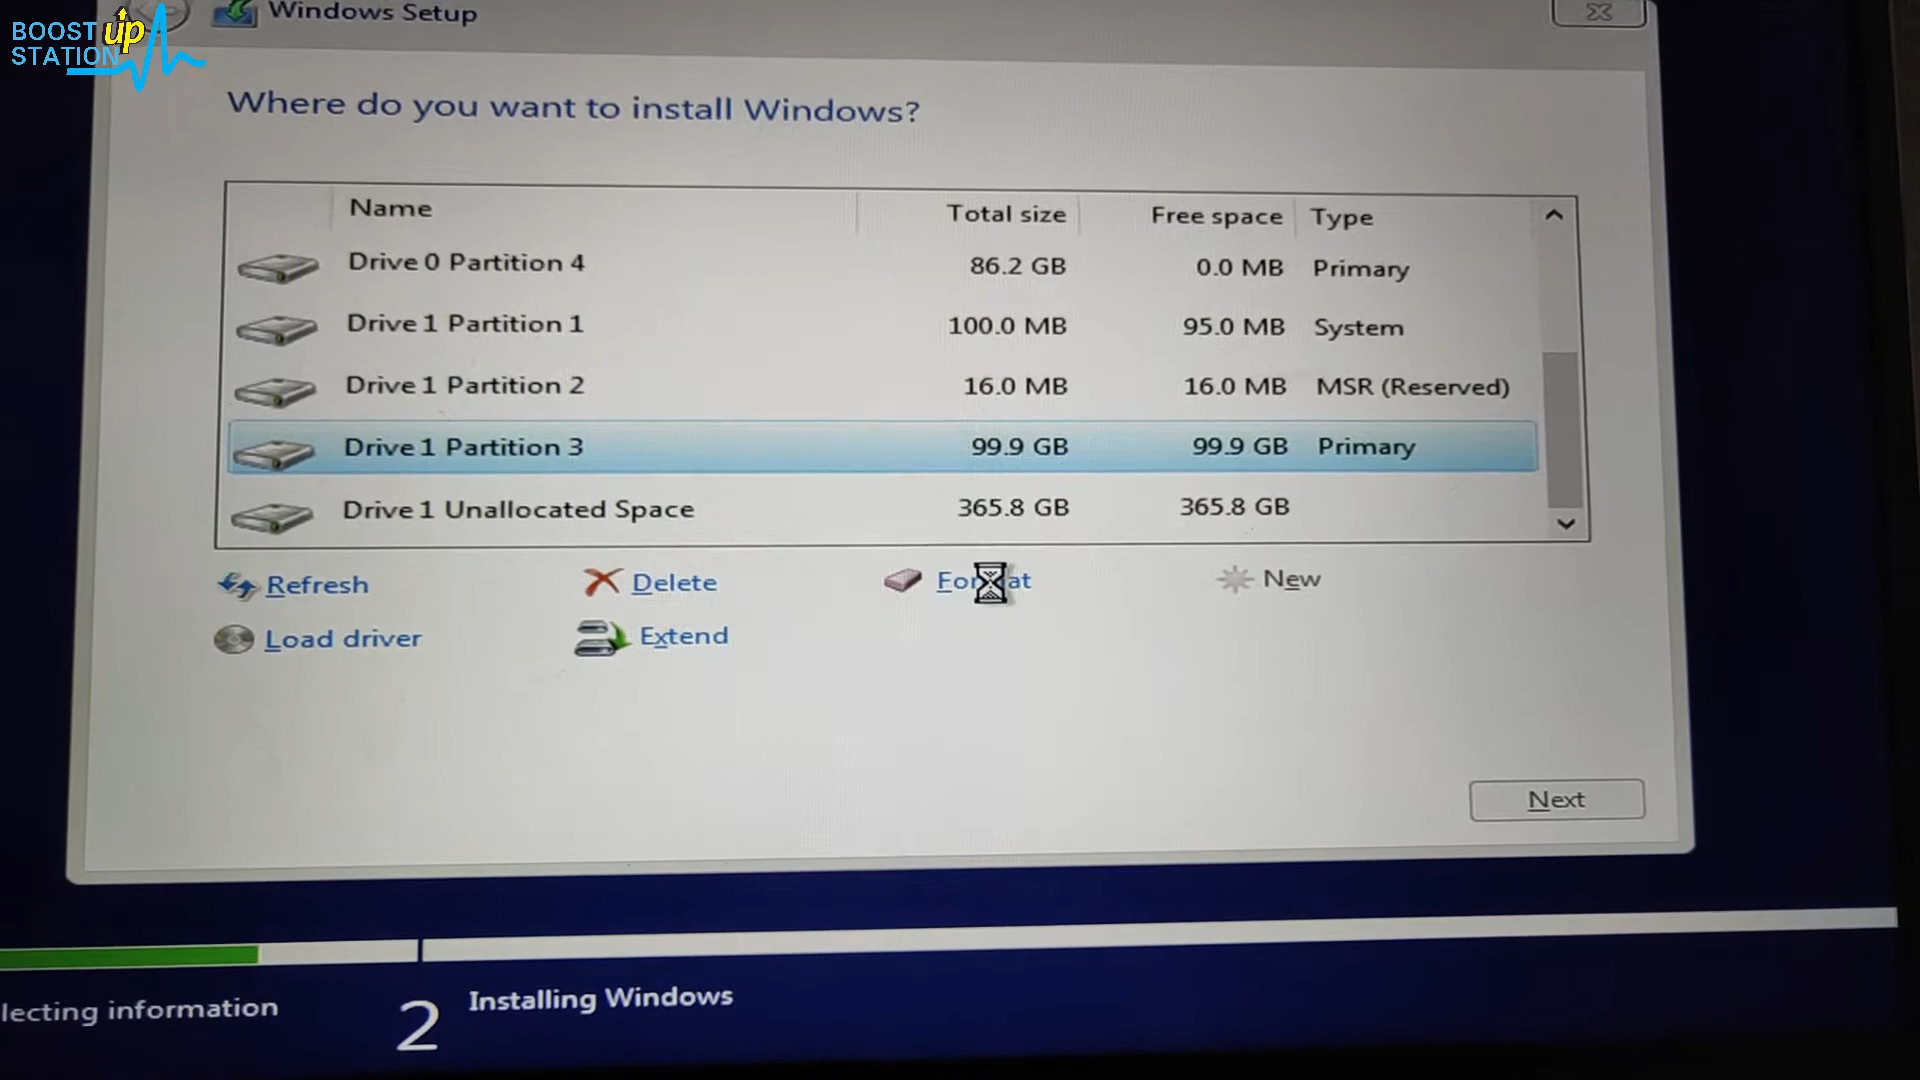 BOOST up
STATION
Windows Setup
Where do you want to install Windows?
Name Total size Free space Type
Drive 0 Partition 4 86.2 GB 0.0 MB Primary
Drive 1 Partition 1 100.0 MB 95.0 MB System
Drive 1 Partition 2 16.0 MB 16.0 MB MSR (Reserved)
Drive 1 Partition 3 99.9 GB 99.9 GB Primary
Drive 1 Unallocated Space 365.8 GB 365.8 GB
Refresh Delete Format New
Load driver Extend
Next
lecting information 2 Installing Windows